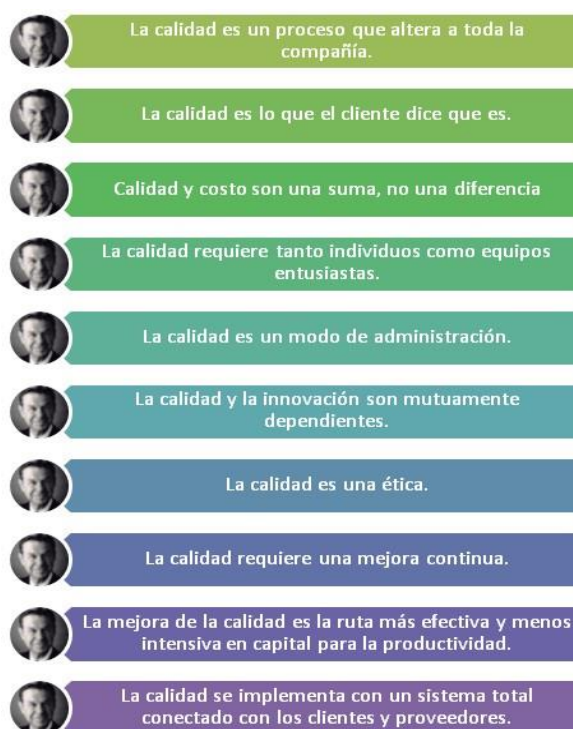 La calidad es un proceso que altera a toda la
compañía.
La calidad es lo que el cliente dice que es.
Calidad y costo son una suma, no una diferencia
La calidad requiere tanto individuos como equipos
entusiastas.
La calidad es un modo de administración.
La calidad y la innovación son mutuamente
dependientes.
La calidad es una ética.
La calidad requiere una mejora continua.
La mejora de la calidad es la ruta más efectiva y menos
intensiva en capital para la productividad.
La calidad se implementa con un sistema total
conectado con los clientes y proveedores.